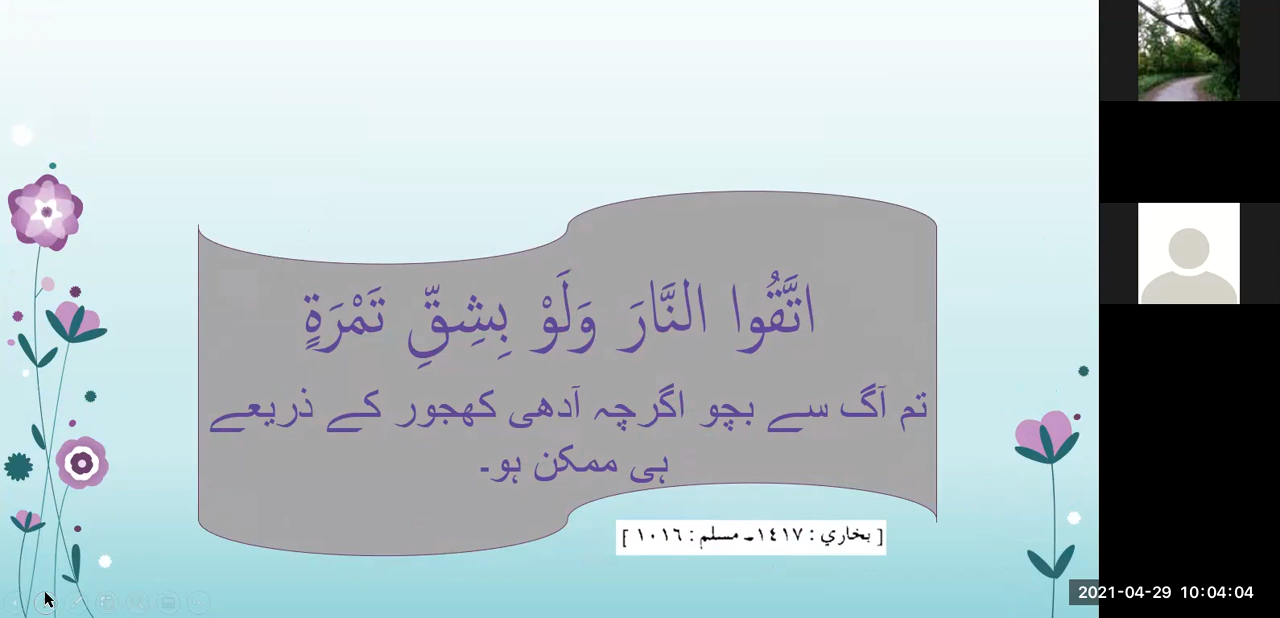 اتَّقُوا النَّارَ وَلَوْ بِشِقِّ تَمْرَةٍ
تم آگ سے بچو اگرچہ آدھی کھجور کے ذریعے
ہی ممکن ہو۔
[ بخاري : ١٤١٧ـ مسلم : ١٠١٦ ]
2021-04-29 10:04:04